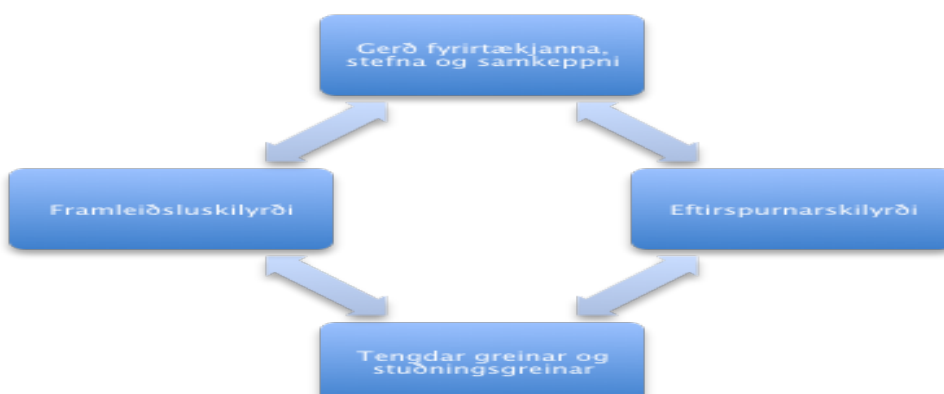 Gerð fyrirtækjanna,
stefna og samkeppni
Framleiðsluskilyrði
Eftirspurnarskilyrði
Tengdar greinar og
stuðningsgreinar